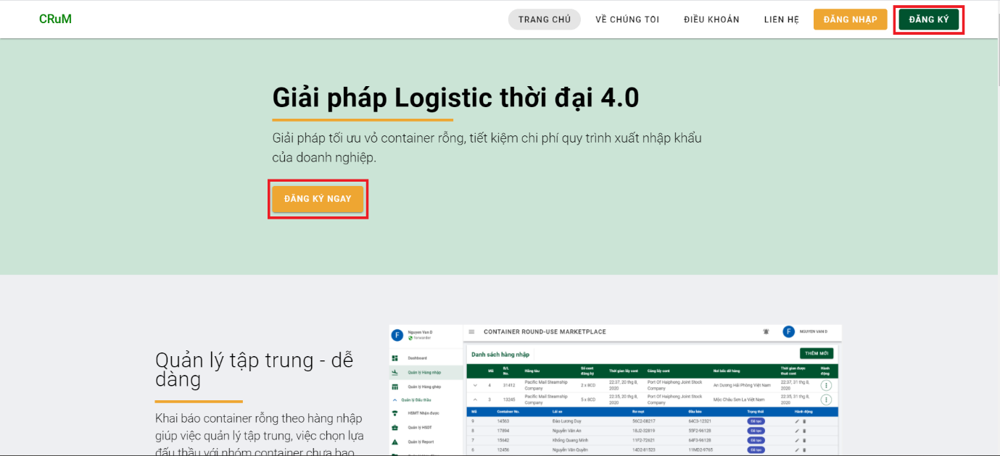 CRuM
TRANG CHỦ VỀ CHÚNG TÔI ĐIỀU KHOẢN LIÊN HỆ ĐĂNG NHẬP ĐĂNG KÝ
Giải pháp Logistic thời đại 4.0
Giải pháp tối ưu vỏ container rỗng, tiết kiệm chi phí quy trình xuất nhập khẩu
của doanh nghiệp.
ĐĂNG KÝ NGAY
Quản lý tập trung - dễ
dàng
Khai báo container rỗng theo hàng nhập
giúp việc quản lý tập trung, việc chọn lựa
đấu thầu với nhóm container chưa bao
F Nguyen Van D
Forwarder
Dashboard
Quản lý Hàng nhập
Quản lý Hàng ghép
Quản lý Đấu thầu
HSMT Nhận được
Quản lý HSDT
Quản lý Report
CONTAINER ROUND-USE MARKETPLACE F NGUYEN VAN D
Danh sách hàng nhập THÊM MỚI
Mã B/L No. Hãng tàu Số cont đăng ký Thời gian lấy cont Cảng lấy cont Nơi bốc dỡ hàng Thời gian được thuê cont Hành động
4 31412 Pacific Mail Steamship Company 2 x 8CD 22:37, 20 thg 8, 2020 Port Of Haiphong Joint Stock Company An Dương Hải Phòng Việt Nam 22:37, 31 thg 8, 2020
3 13245 Pacific Mail Steamship Company 5 x 8CD 22:35, 20 thg 8, 2020 Port Of Haiphong Joint Stock Company Mộc Châu Sơn La Việt Nam 22:35, 31 thg 8, 2020
Mã Container No. Lái xe Rơ mọt Đầu kéo Trạng thái Hành động
9 14563 Đào Lương Duy 56C2-08217 64C3-12321 Đã tạo
8 17894 Nguyễn Văn An 18J2-32819 55F2-96128 Đã tạo
7 15642 Khổng Quang Minh 11F2-72621 64F3-96128 Đã tạo
6 12456 Nguyễn Văn Quyền 14D2-81523 11MD2-9765 Đã tạo